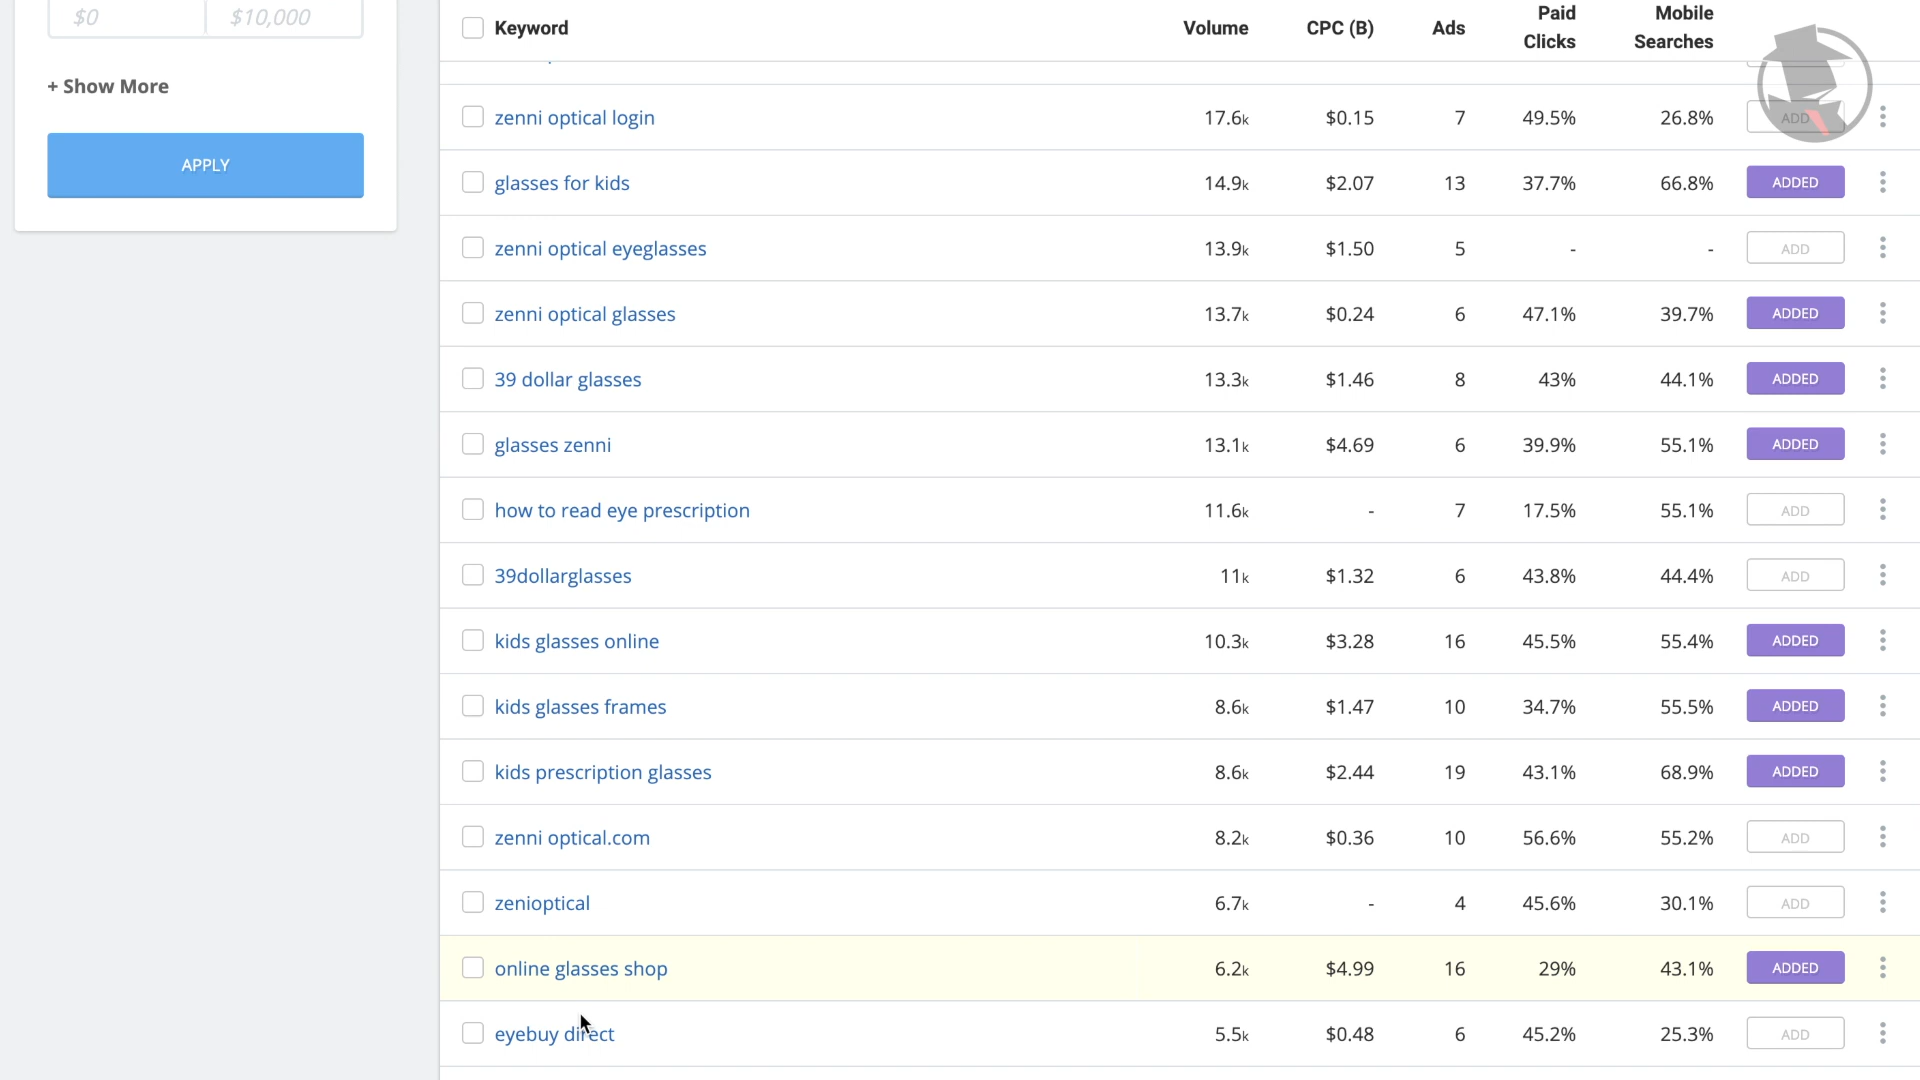 $0 $10,000
+ Show More
APPLY
Keyword Volume CPC (B) Ads Paid Clicks Mobile Searches
zenni optical login 17.6k $0.15 7 49.5% 26.8% ADD
glasses for kids 14.9k $2.07 13 37.7% 66.8% ADDED
zenni optical eyeglasses 13.9k $1.50 5 - - ADD
zenni optical glasses 13.7k $0.24 6 47.1% 39.7% ADDED
39 dollar glasses 13.3k $1.46 8 43% 44.1% ADDED
glasses zenni 13.1k $4.69 6 39.9% 55.1% ADDED
how to read eye prescription 11.6k - 7 17.5% 55.1% ADD
39dollarglasses 11k $1.32 6 43.8% 44.4% ADD
kids glasses online 10.3k $3.28 16 45.5% 55.4% ADDED
kids glasses frames 8.6k $1.47 10 34.7% 55.5% ADDED
kids prescription glasses 8.6k $2.44 19 43.1% 68.9% ADDED
zenni optical.com 8.2k $0.36 10 56.6% 55.2% ADD
zenioptical 6.7k - 4 45.6% 30.1% ADD
online glasses shop 6.2k $4.99 16 29% 43.1% ADDED
eyebuy direct 5.5k $0.48 6 45.2% 25.3% ADD